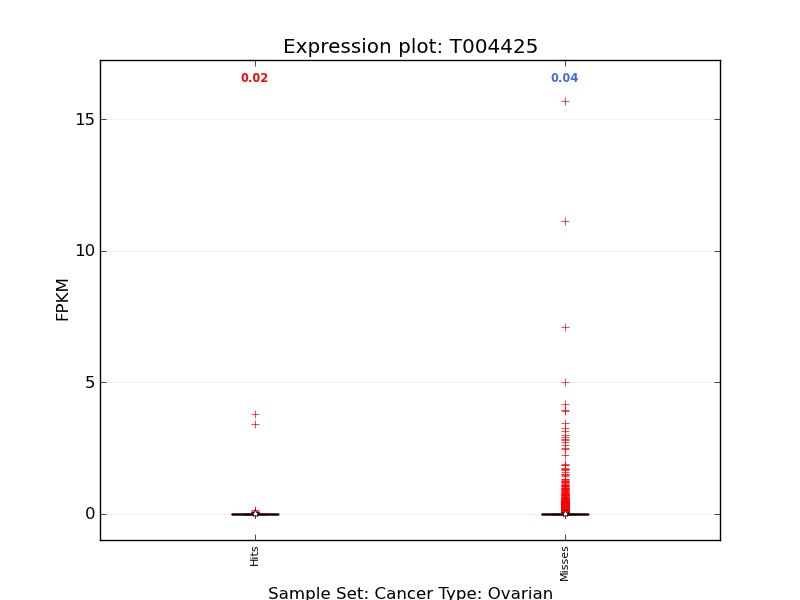 Expression plot: T004425
0.02
0.04
15
10
5
0
FPKM
Hits
Misses
Sample Set: Cancer Type: Ovarian